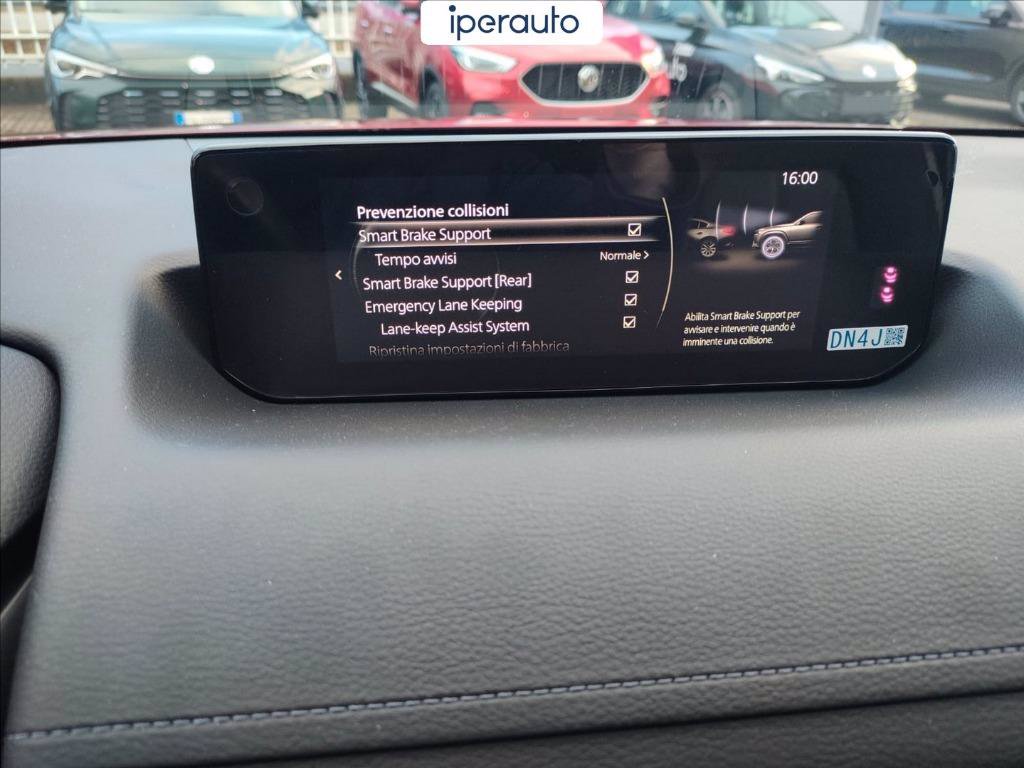 iperauto
16:00
Prevenzione collisioni
Smart Brake Support
Tempo avvisi Normale
Smart Brake Support [Rear]
Emergency Lane Keeping
Lane-keep Assist System
Ripristina impostazioni di fabbrica
Abilita Smart Brake Support per
avvisare e intervenire quando è
imminente una collisione.
DN4J